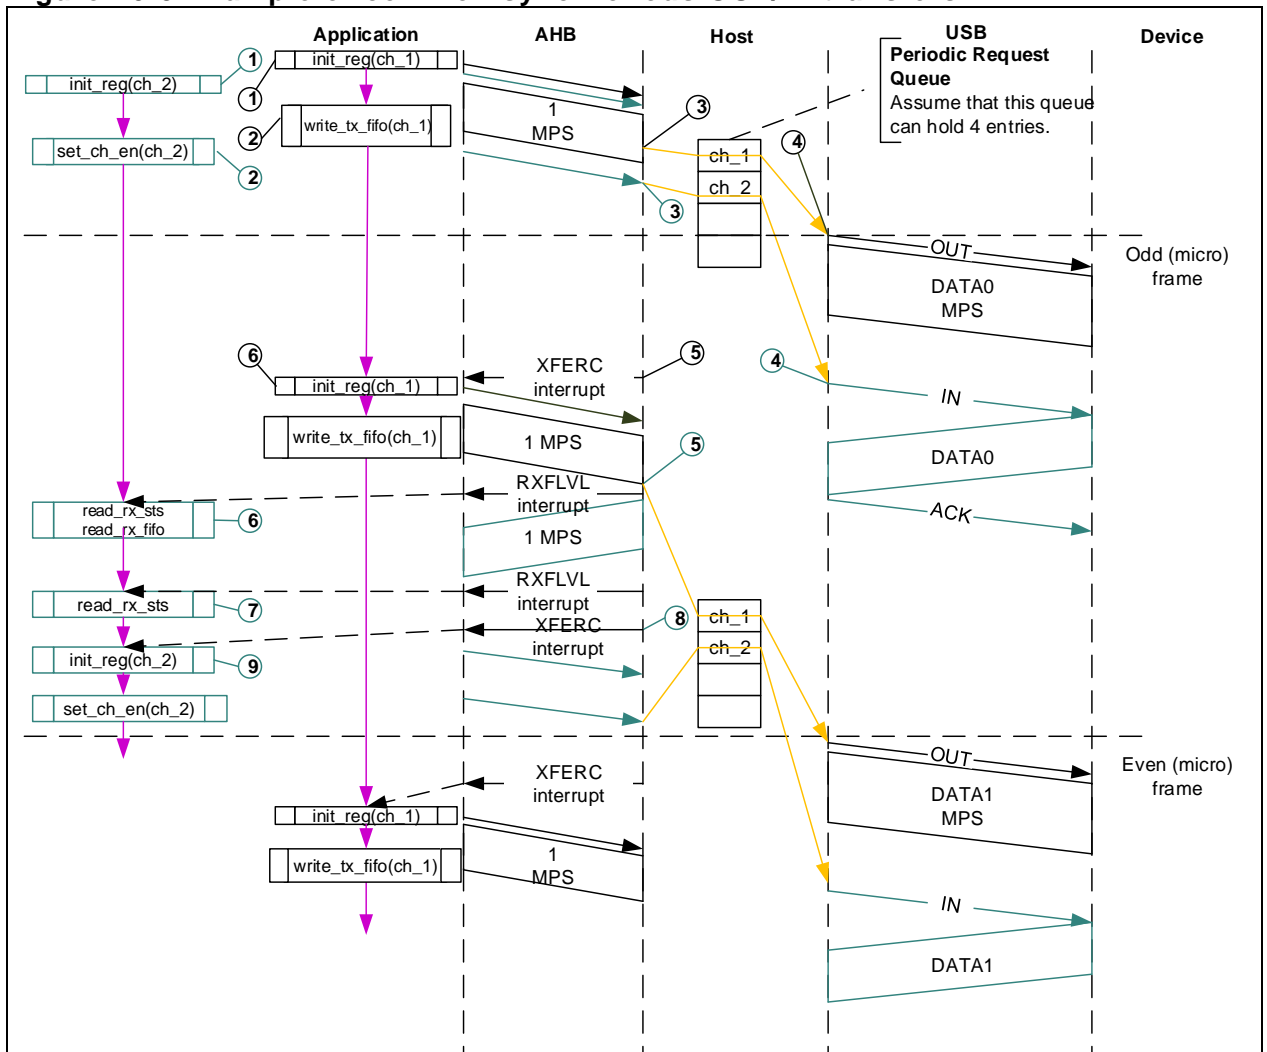 Application
AHB
Host
USB
Device
Periodic Request
Queue
Assume that this queue
can hold 4 entries.
1
init_reg(ch_1)
init_reg(ch_2)
1
2
write_tx_fifo(ch_1)
1
MPS
3
4
set_ch_en(ch_2)
2
ch_1
ch_2
3
OUT
DATA0
MPS
Odd (micro)
frame
6
init_reg(ch_1)
XFERC
interrupt
5
4
IN
write_tx_fifo(ch_1)
1 MPS
5
DATA0
RXFLVL
interrupt
read_rx_sts
read_rx_fifo
6
1 MPS
ACK
RXFLVL
interrupt
read_rx_sts
7
XFERC
interrupt
8
ch_1
ch_2
init_reg(ch_2)
9
set_ch_en(ch_2)
OUT
DATA1
MPS
Even (micro)
frame
XFERC
interrupt
init_reg(ch_1)
write_tx_fifo(ch_1)
1
MPS
IN
DATA1